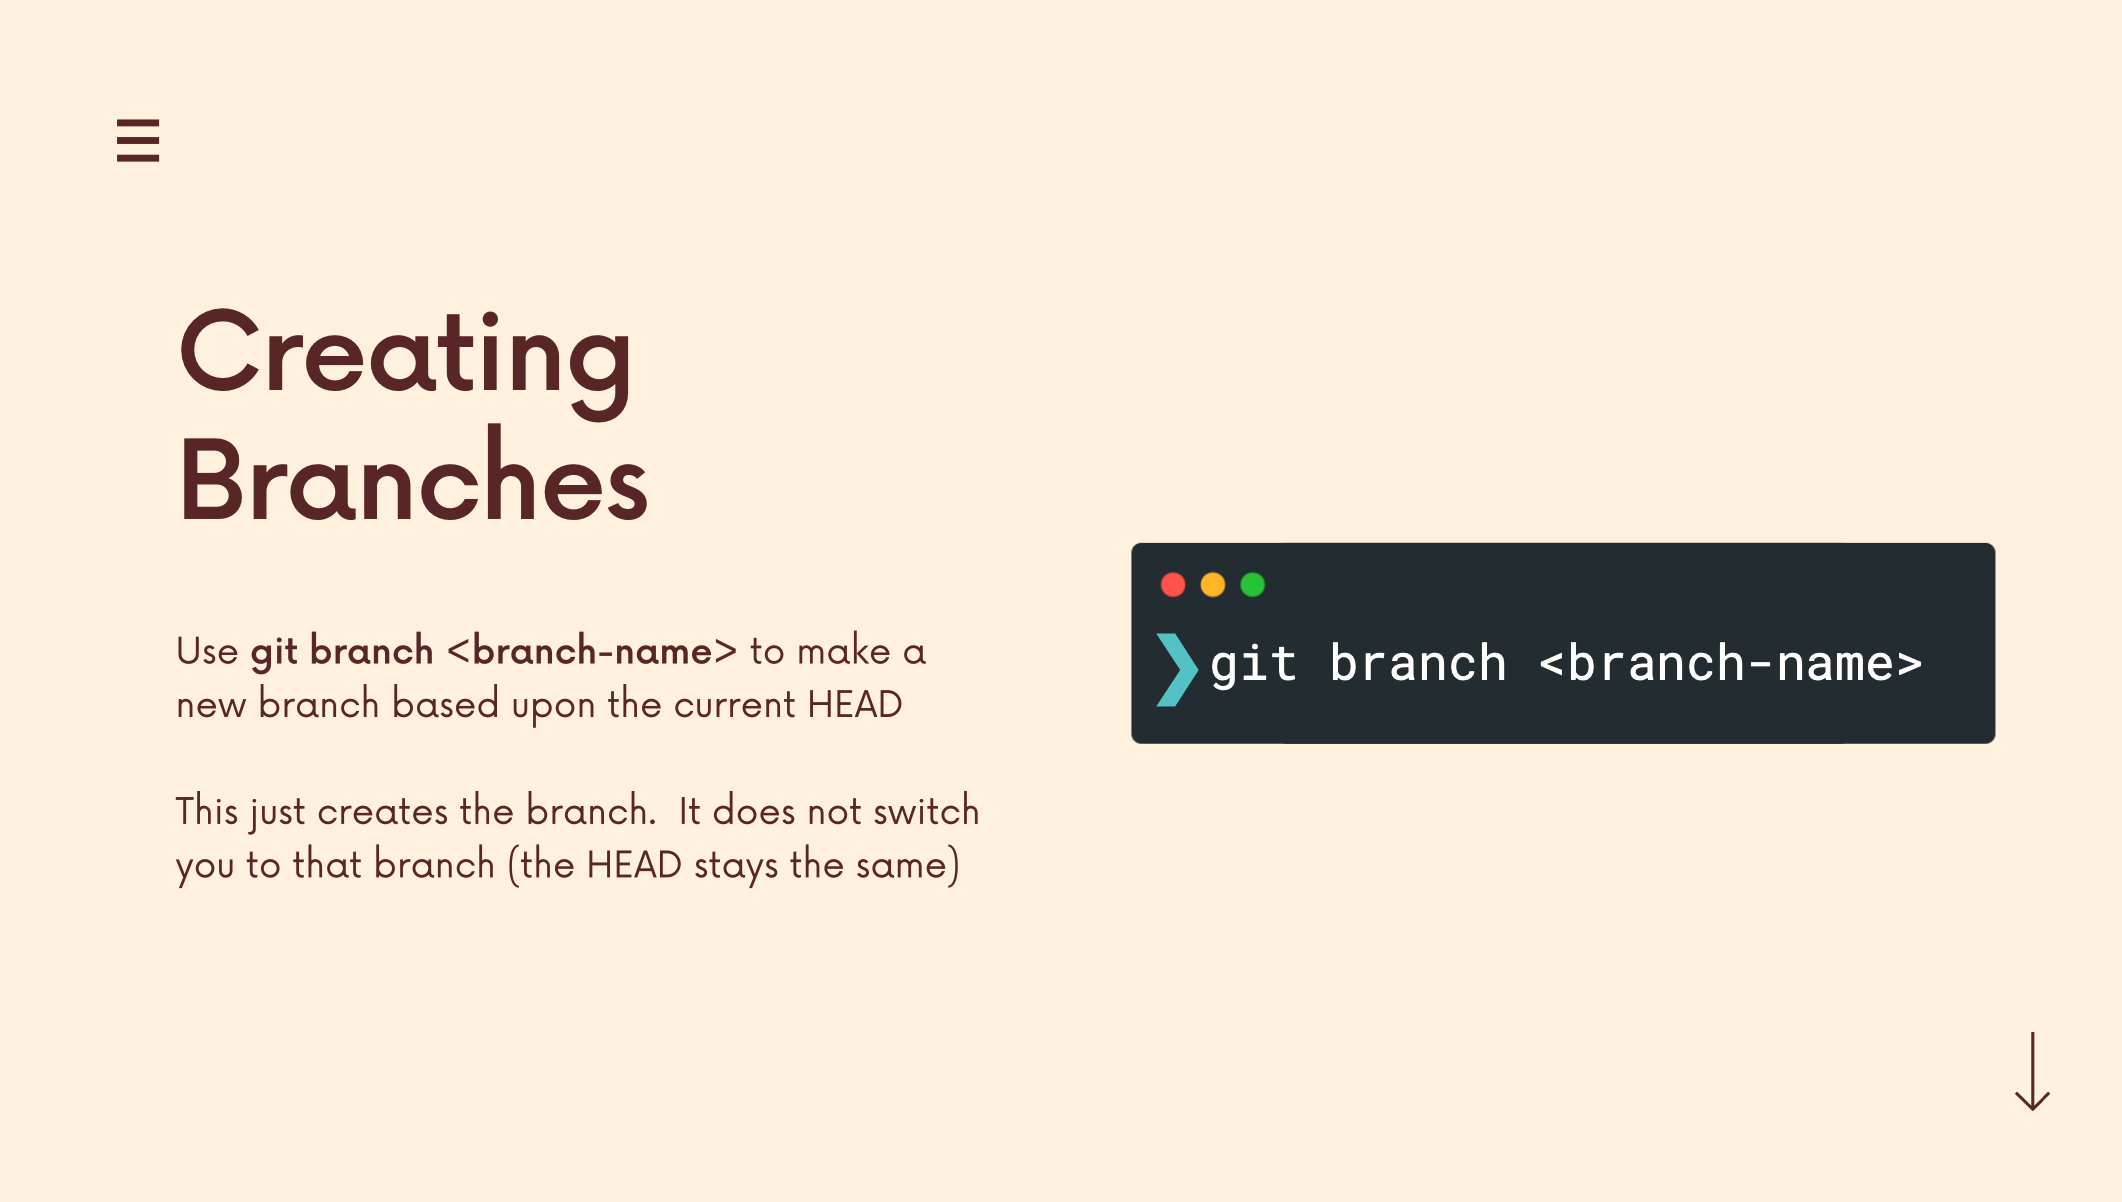 Creating
Branches
Use git branch <branch-name> to make a
new branch based upon the current HEAD
This just creates the branch.  It does not switch
you to that branch (the HEAD stays the same)
❯git branch <branch-name>